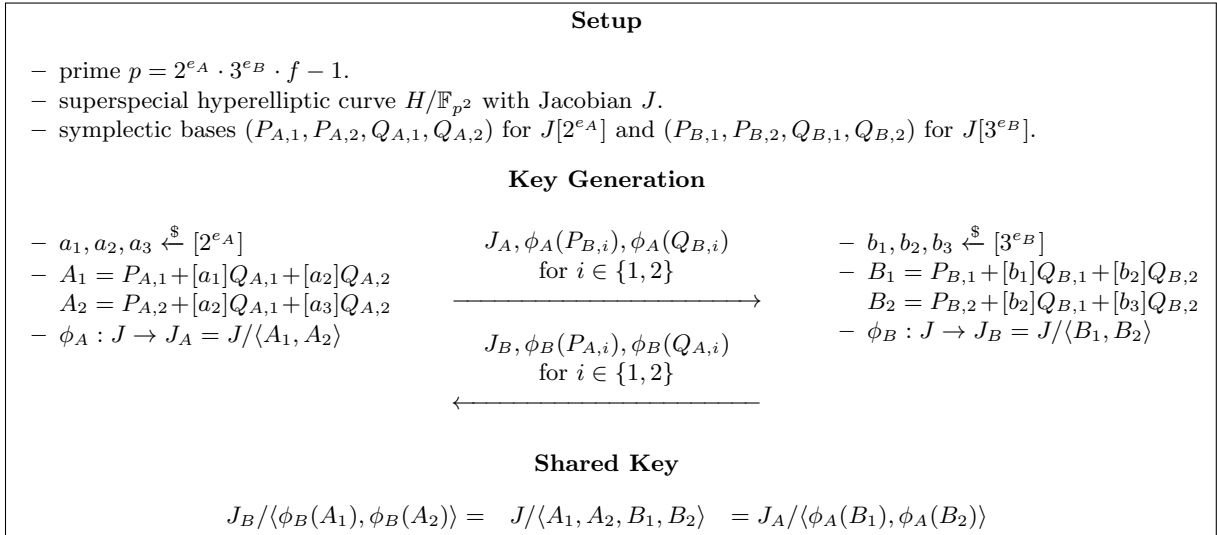 Setup
– prime p = 2^{e_A} · 3^{e_B} · f − 1.
– superspecial hyperelliptic curve H/𝔽_{p^2} with Jacobian J.
– symplectic bases (P_{A,1}, P_{A,2}, Q_{A,1}, Q_{A,2}) for J[2^{e_A}] and (P_{B,1}, P_{B,2}, Q_{B,1}, Q_{B,2}) for J[3^{e_B}].
Key Generation
– a_1, a_2, a_3 ←$ [2^{e_A}]
– A_1 = P_{A,1}+[a_1]Q_{A,1}+[a_2]Q_{A,2}
A_2 = P_{A,2}+[a_2]Q_{A,1}+[a_3]Q_{A,2}
– ϕ_A : J → J_A = J/⟨A_1, A_2⟩
J_A, ϕ_A(P_{B,i}), ϕ_A(Q_{B,i})
for i ∈ {1, 2}
J_B, ϕ_B(P_{A,i}), ϕ_B(Q_{A,i})
for i ∈ {1, 2}
– b_1, b_2, b_3 ←$ [3^{e_B}]
– B_1 = P_{B,1}+[b_1]Q_{B,1}+[b_2]Q_{B,2}
B_2 = P_{B,2}+[b_2]Q_{B,1}+[b_3]Q_{B,2}
– ϕ_B : J → J_B = J/⟨B_1, B_2⟩
Shared Key
J_B/⟨ϕ_B(A_1), ϕ_B(A_2)⟩ = J/⟨A_1, A_2, B_1, B_2⟩ = J_A/⟨ϕ_A(B_1), ϕ_A(B_2)⟩